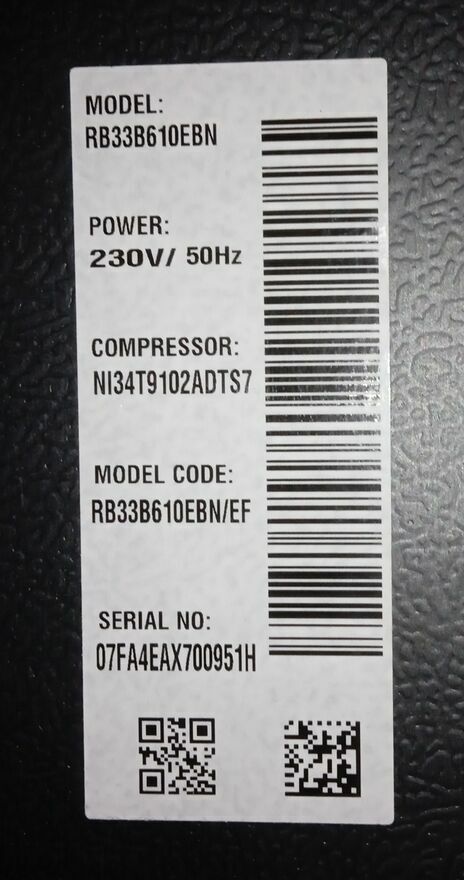 MODEL:
RB33B610EBN
POWER:
230V/ 50Hz
COMPRESSOR:
NI34T9102ADTS7
MODEL CODE:
RB33B610EBN/EF
SERIAL NO:
07FA4EAX700951H